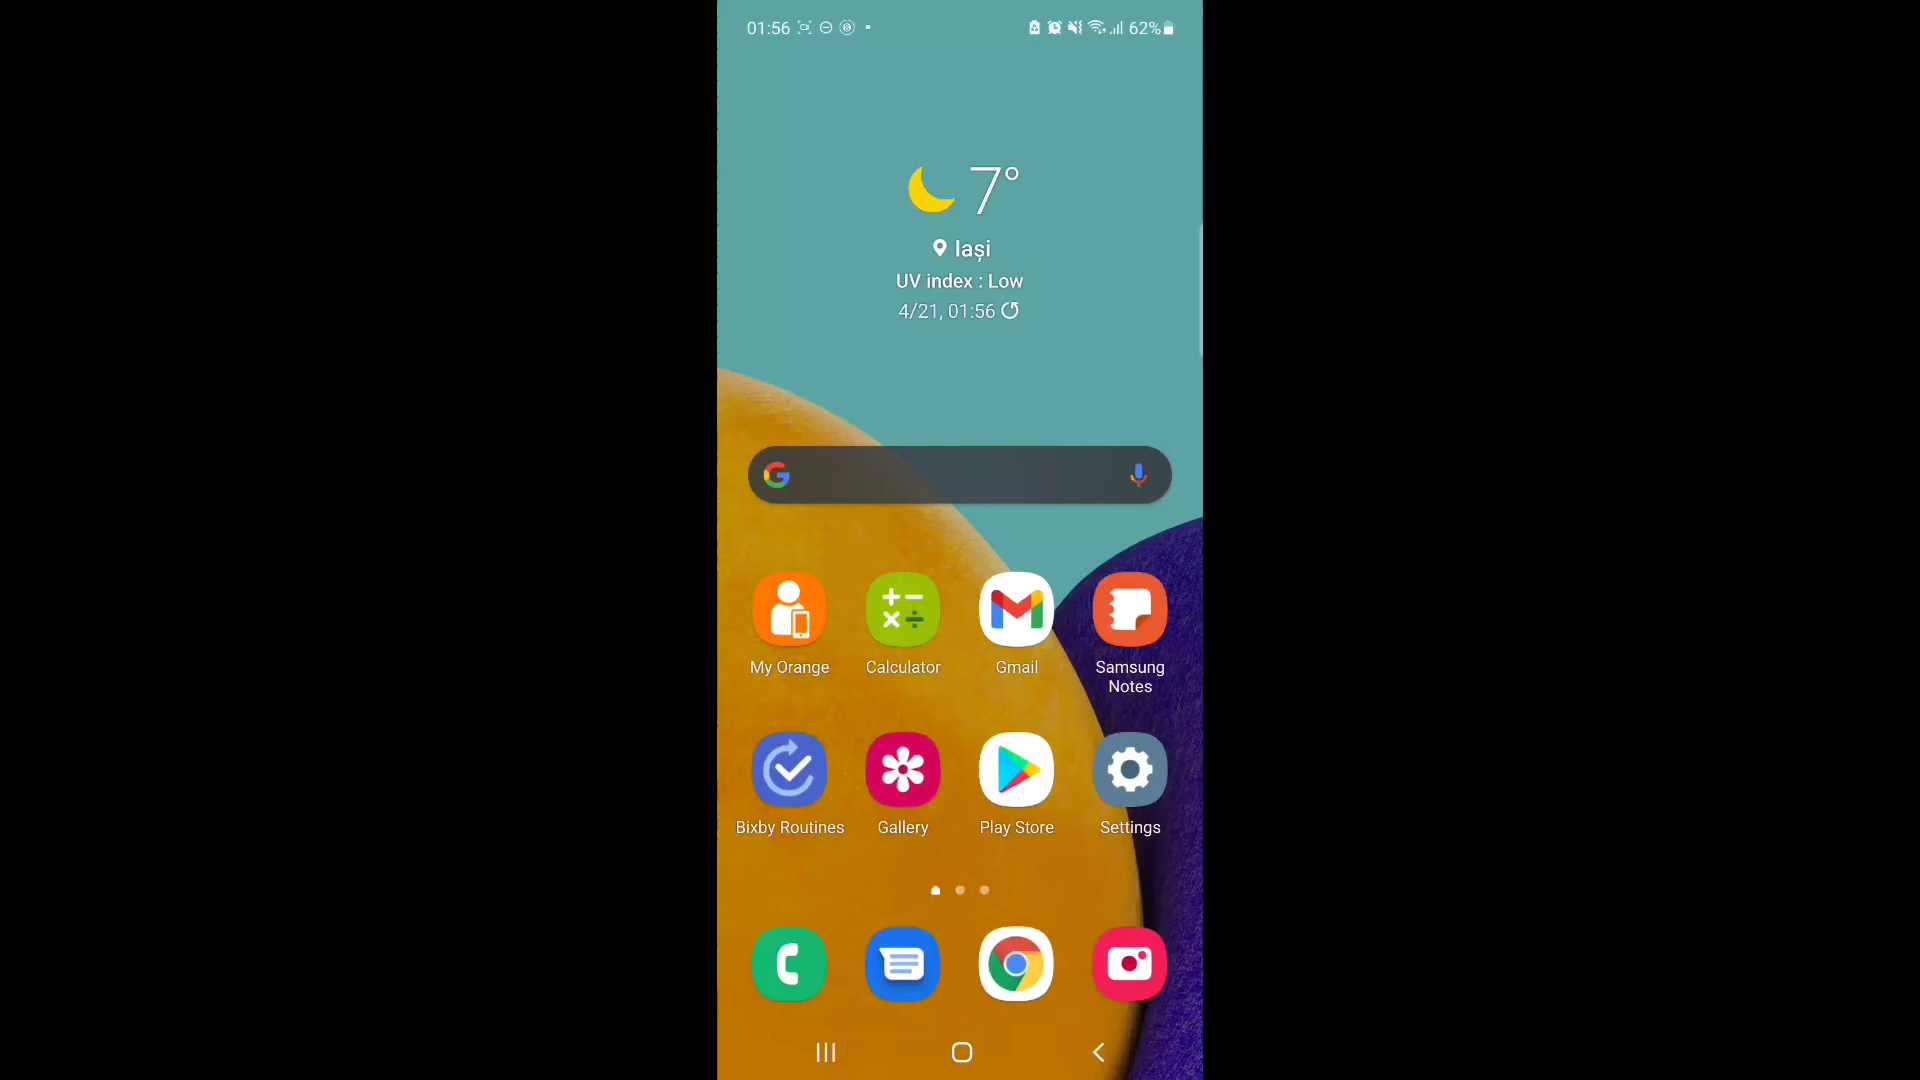 01:56
62%
7°
Iași
UV index : Low
4/21, 01:56
My Orange
Calculator
Gmail
Samsung
Notes
Bixby Routines
Gallery
Play Store
Settings